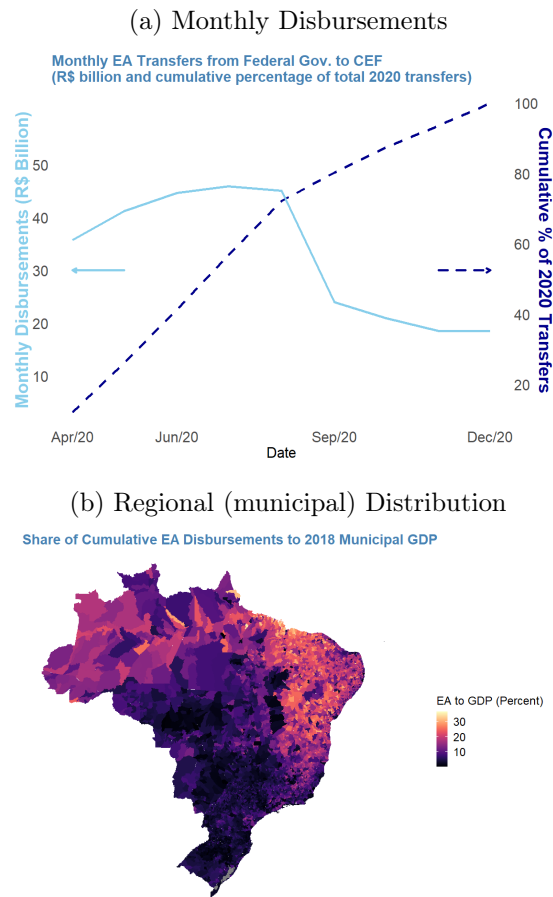 (a) Monthly Disbursements
Monthly EA Transfers from Federal Gov. to CEF
(R$ billion and cumulative percentage of total 2020 transfers)
Monthly Disbursements (R$ Billion)
50
40
30
20
10
100
80
60
40
20
Cumulative % of 2020 Transfers
Apr/20 Jun/20 Sep/20 Dec/20
Date
(b) Regional (municipal) Distribution
Share of Cumulative EA Disbursements to 2018 Municipal GDP
EA to GDP (Percent)
30
20
10